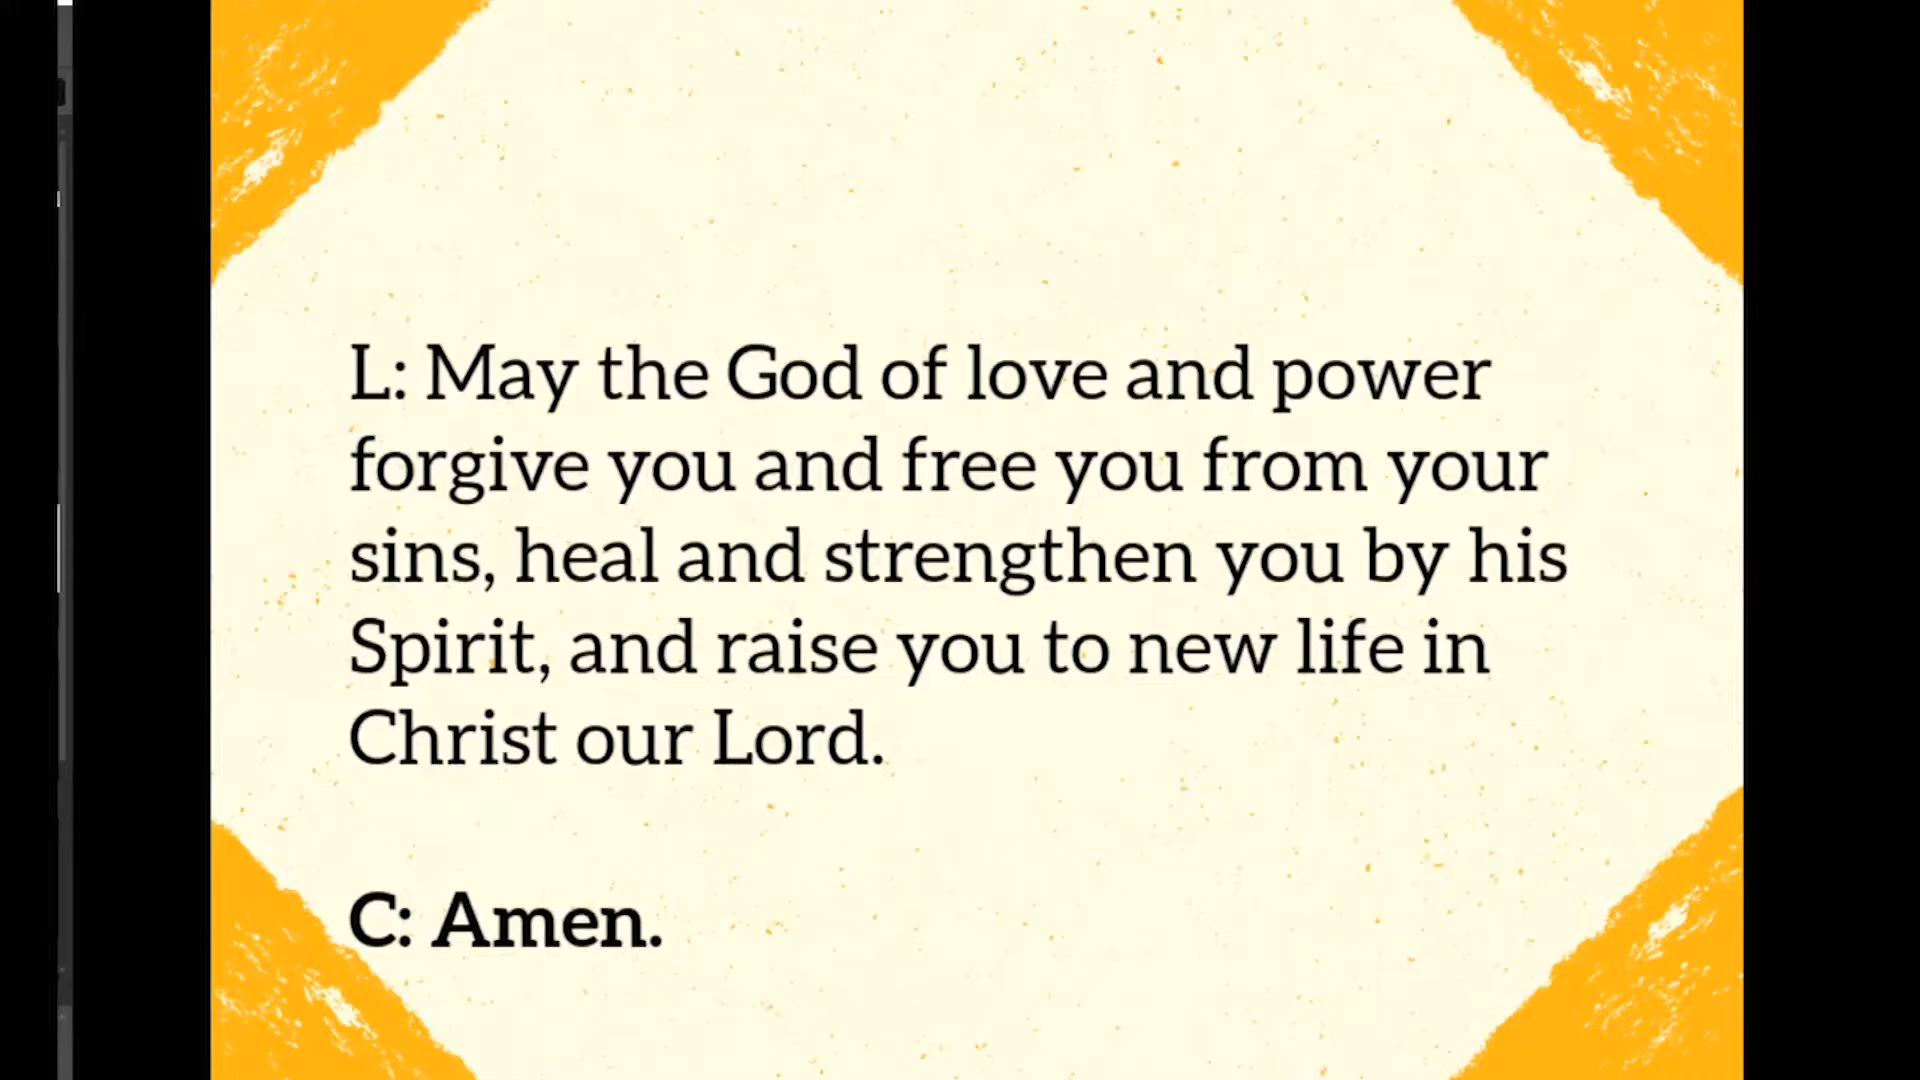 L: May the God of love and power
forgive you and free you from your
sins, heal and strengthen you by his
Spirit, and raise you to new life in
Christ our Lord.
C: Amen.